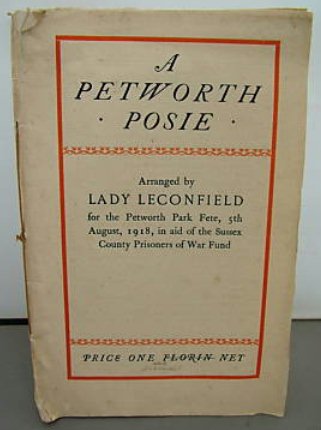 A
PETWORTH
· POSIE ·
Arranged by
LADY LECONFIELD
for the Petworth Park Fete, 5th
August, 1918, in aid of the Sussex
County Prisoners of War Fund
PRICE ONE FLORIN NET